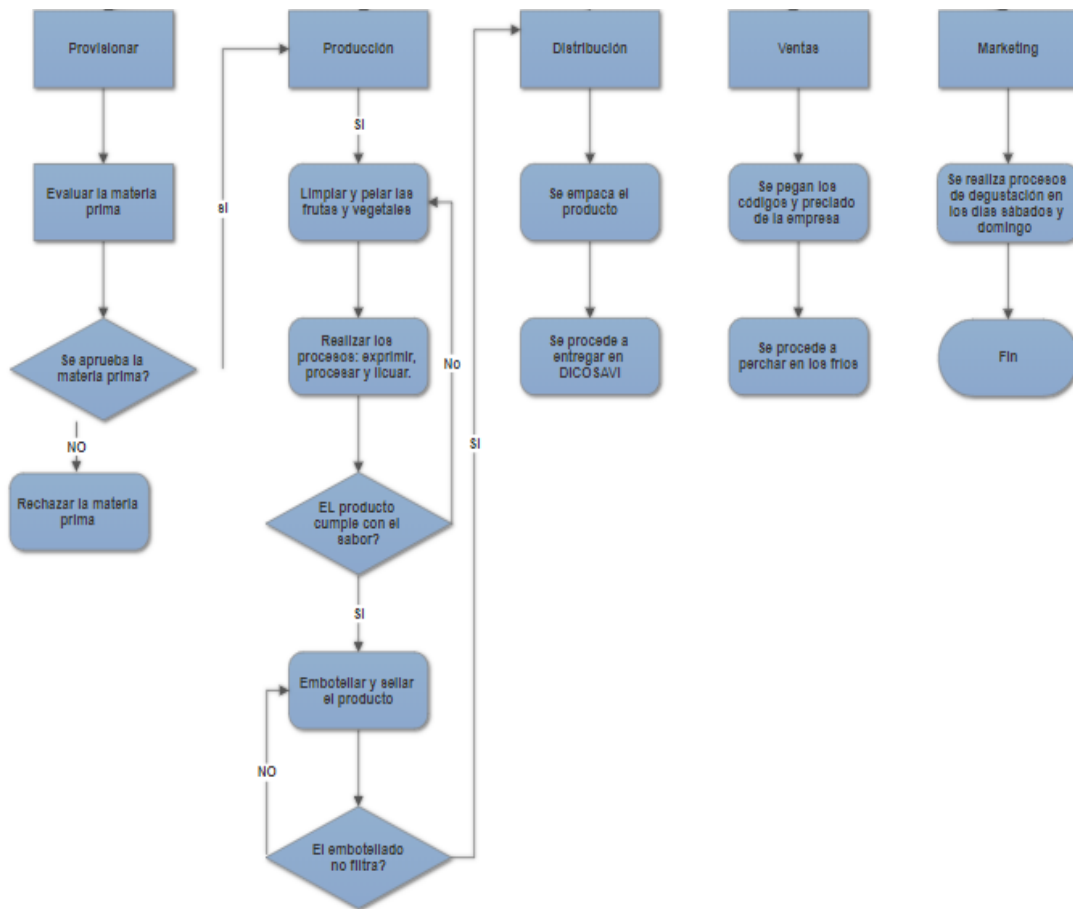 Provisionar
Evaluar la materia
prima
Se aprueba la
materia prima?
NO
Rechazar la materia
prima
sI
Producción
SI
Limpiar y pelar las
frutas y vegetales
Realizar los
procesos: exprimir,
procesar y licuar.
No
EL producto
cumple con el
sabor?
SI
Embotellar y sellar
el producto
NO
El embotellado
no filtra?
SI
Distribución
Se empaca el
producto
Se procede a
entregar en
DICOSAVI
Ventas
Se pegan los
códigos y preciado
de la empresa
Se procede a
perchar en los fríos
Marketing
Se realiza procesos
de degustación en
los días sábados y
domingo
Fin